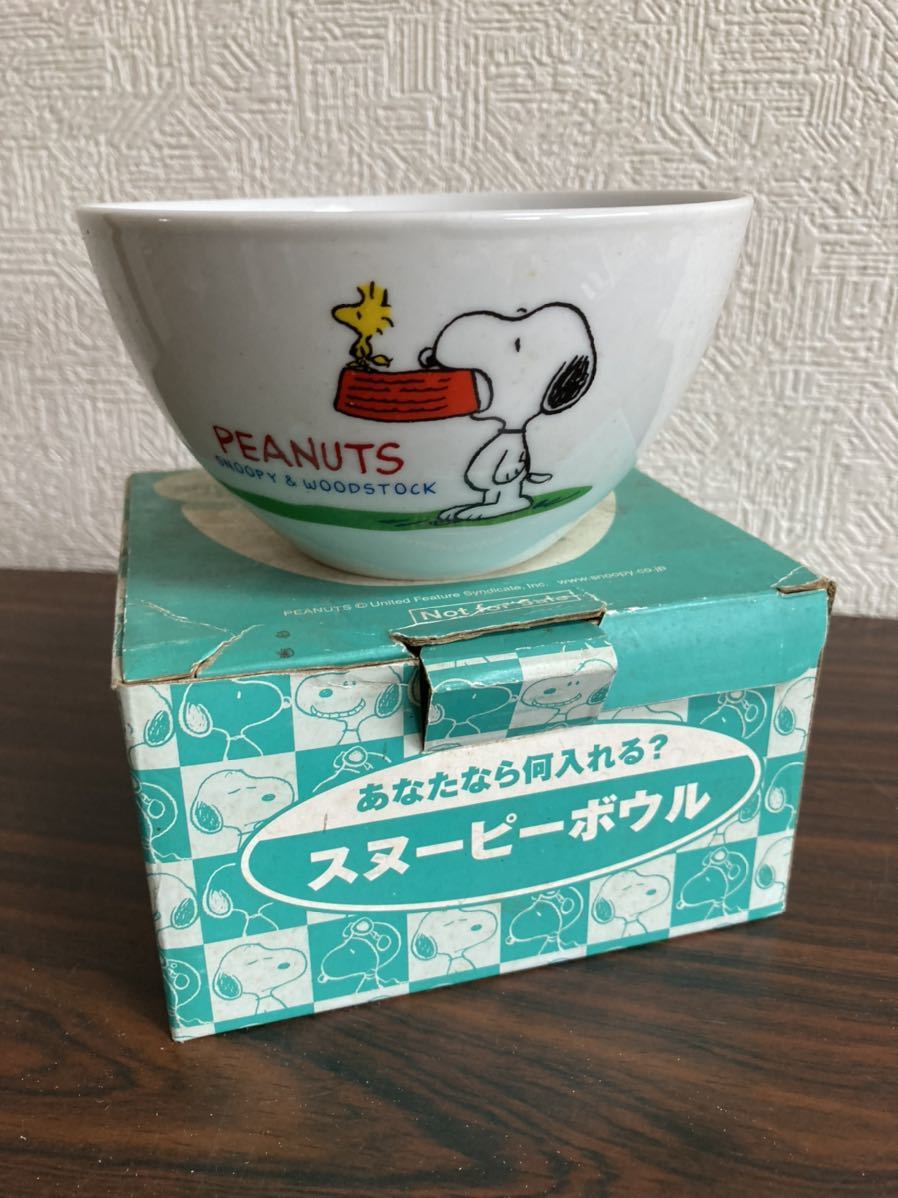 PEANUTS
SNOOPY & WOODSTOCK
PEANUTS © United Feature Syndicate, Inc. www.snoopy.co.jp
Not for Sale
あなたなら何入れる?
スヌーピーボウル